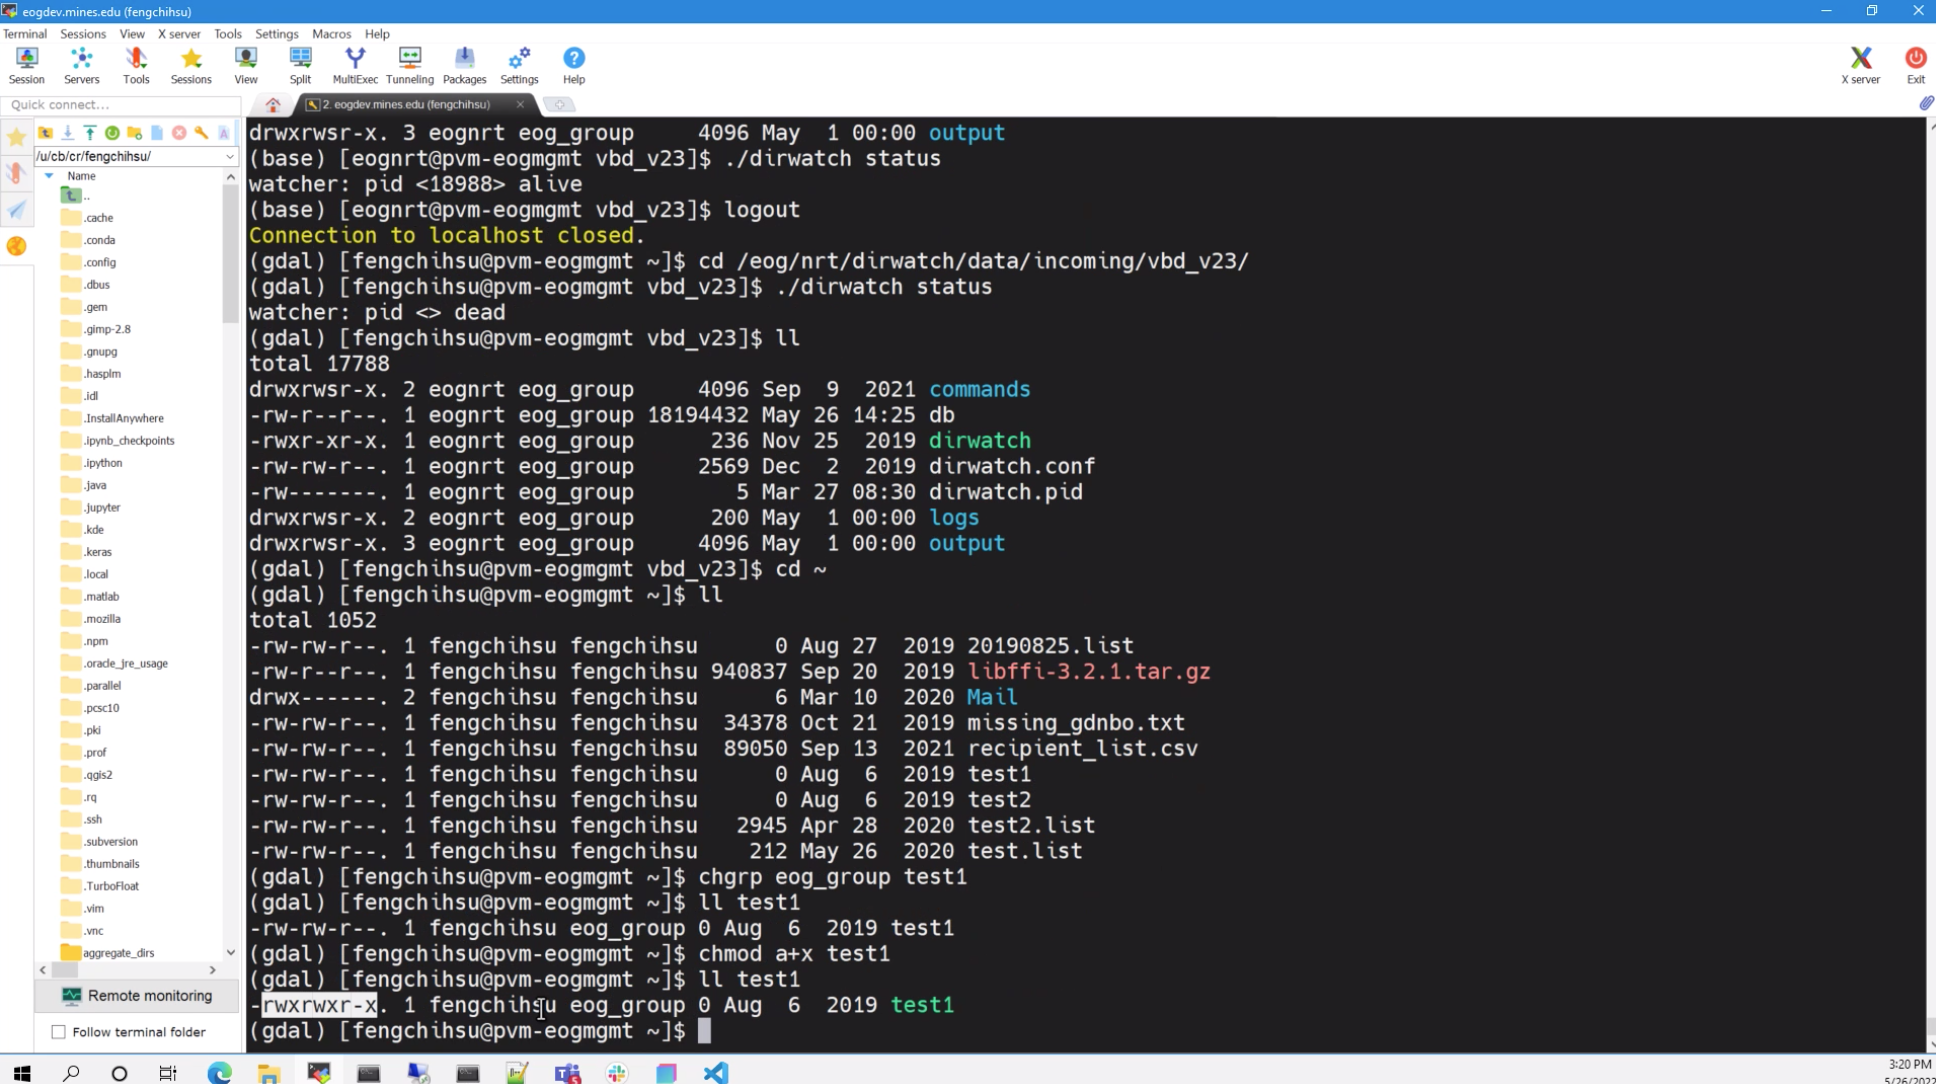 eogdev.mines.edu (fengchihsu)
Terminal Sessions View X server Tools Settings Macros Help
Session Servers Tools Sessions View Split MultiExec Tunneling Packages Settings Help X server Exit
Quick connect...
2. eogdev.mines.edu (fengchihsu)
/u/cb/cr/fengchihsu/
Name
..
.cache
.conda
.config
.dbus
.gem
.gimp-2.8
.gnupg
.hasplm
.idl
.InstallAnywhere
.ipynb_checkpoints
.ipython
.java
.jupyter
.kde
.keras
.local
.matlab
.mozilla
.npm
.oracle_jre_usage
.parallel
.pcsc10
.pki
.prof
.qgis2
.rq
.ssh
.subversion
.thumbnails
.TurboFloat
.vim
.vnc
aggregate_dirs
Remote monitoring
Follow terminal folder
drwxrwsr-x. 3 eognrt eog_group 4096 May 1 00:00 output
(base) [eognrt@pvm-eogmgmt vbd_v23]$ ./dirwatch status
watcher: pid <18988> alive
(base) [eognrt@pvm-eogmgmt vbd_v23]$ logout
Connection to localhost closed.
(gdal) [fengchihsu@pvm-eogmgmt ~]$ cd /eog/nrt/dirwatch/data/incoming/vbd_v23/
(gdal) [fengchihsu@pvm-eogmgmt vbd_v23]$ ./dirwatch status
watcher: pid <> dead
(gdal) [fengchihsu@pvm-eogmgmt vbd_v23]$ ll
total 17788
drwxrwsr-x. 2 eognrt eog_group 4096 Sep 9 2021 commands
-rw-r--r--. 1 eognrt eog_group 18194432 May 26 14:25 db
-rwxr-xr-x. 1 eognrt eog_group 236 Nov 25 2019 dirwatch
-rw-rw-r--. 1 eognrt eog_group 2569 Dec 2 2019 dirwatch.conf
-rw-------. 1 eognrt eog_group 5 Mar 27 08:30 dirwatch.pid
drwxrwsr-x. 2 eognrt eog_group 200 May 1 00:00 logs
drwxrwsr-x. 3 eognrt eog_group 4096 May 1 00:00 output
(gdal) [fengchihsu@pvm-eogmgmt vbd_v23]$ cd ~
(gdal) [fengchihsu@pvm-eogmgmt ~]$ ll
total 1052
-rw-rw-r--. 1 fengchihsu fengchihsu 0 Aug 27 2019 20190825.list
-rw-r--r--. 1 fengchihsu fengchihsu 940837 Sep 20 2019 libffi-3.2.1.tar.gz
drwx------. 2 fengchihsu fengchihsu 6 Mar 10 2020 Mail
-rw-rw-r--. 1 fengchihsu fengchihsu 34378 Oct 21 2019 missing_gdnbo.txt
-rw-rw-r--. 1 fengchihsu fengchihsu 89050 Sep 13 2021 recipient_list.csv
-rw-rw-r--. 1 fengchihsu fengchihsu 0 Aug 6 2019 test1
-rw-rw-r--. 1 fengchihsu fengchihsu 0 Aug 6 2019 test2
-rw-rw-r--. 1 fengchihsu fengchihsu 2945 Apr 28 2020 test2.list
-rw-rw-r--. 1 fengchihsu fengchihsu 212 May 26 2020 test.list
(gdal) [fengchihsu@pvm-eogmgmt ~]$ chgrp eog_group test1
(gdal) [fengchihsu@pvm-eogmgmt ~]$ ll test1
-rw-rw-r--. 1 fengchihsu eog_group 0 Aug 6 2019 test1
(gdal) [fengchihsu@pvm-eogmgmt ~]$ chmod a+x test1
(gdal) [fengchihsu@pvm-eogmgmt ~]$ ll test1
-rwxrwxr-x. 1 fengchihsu eog_group 0 Aug 6 2019 test1
(gdal) [fengchihsu@pvm-eogmgmt ~]$
3:20 PM